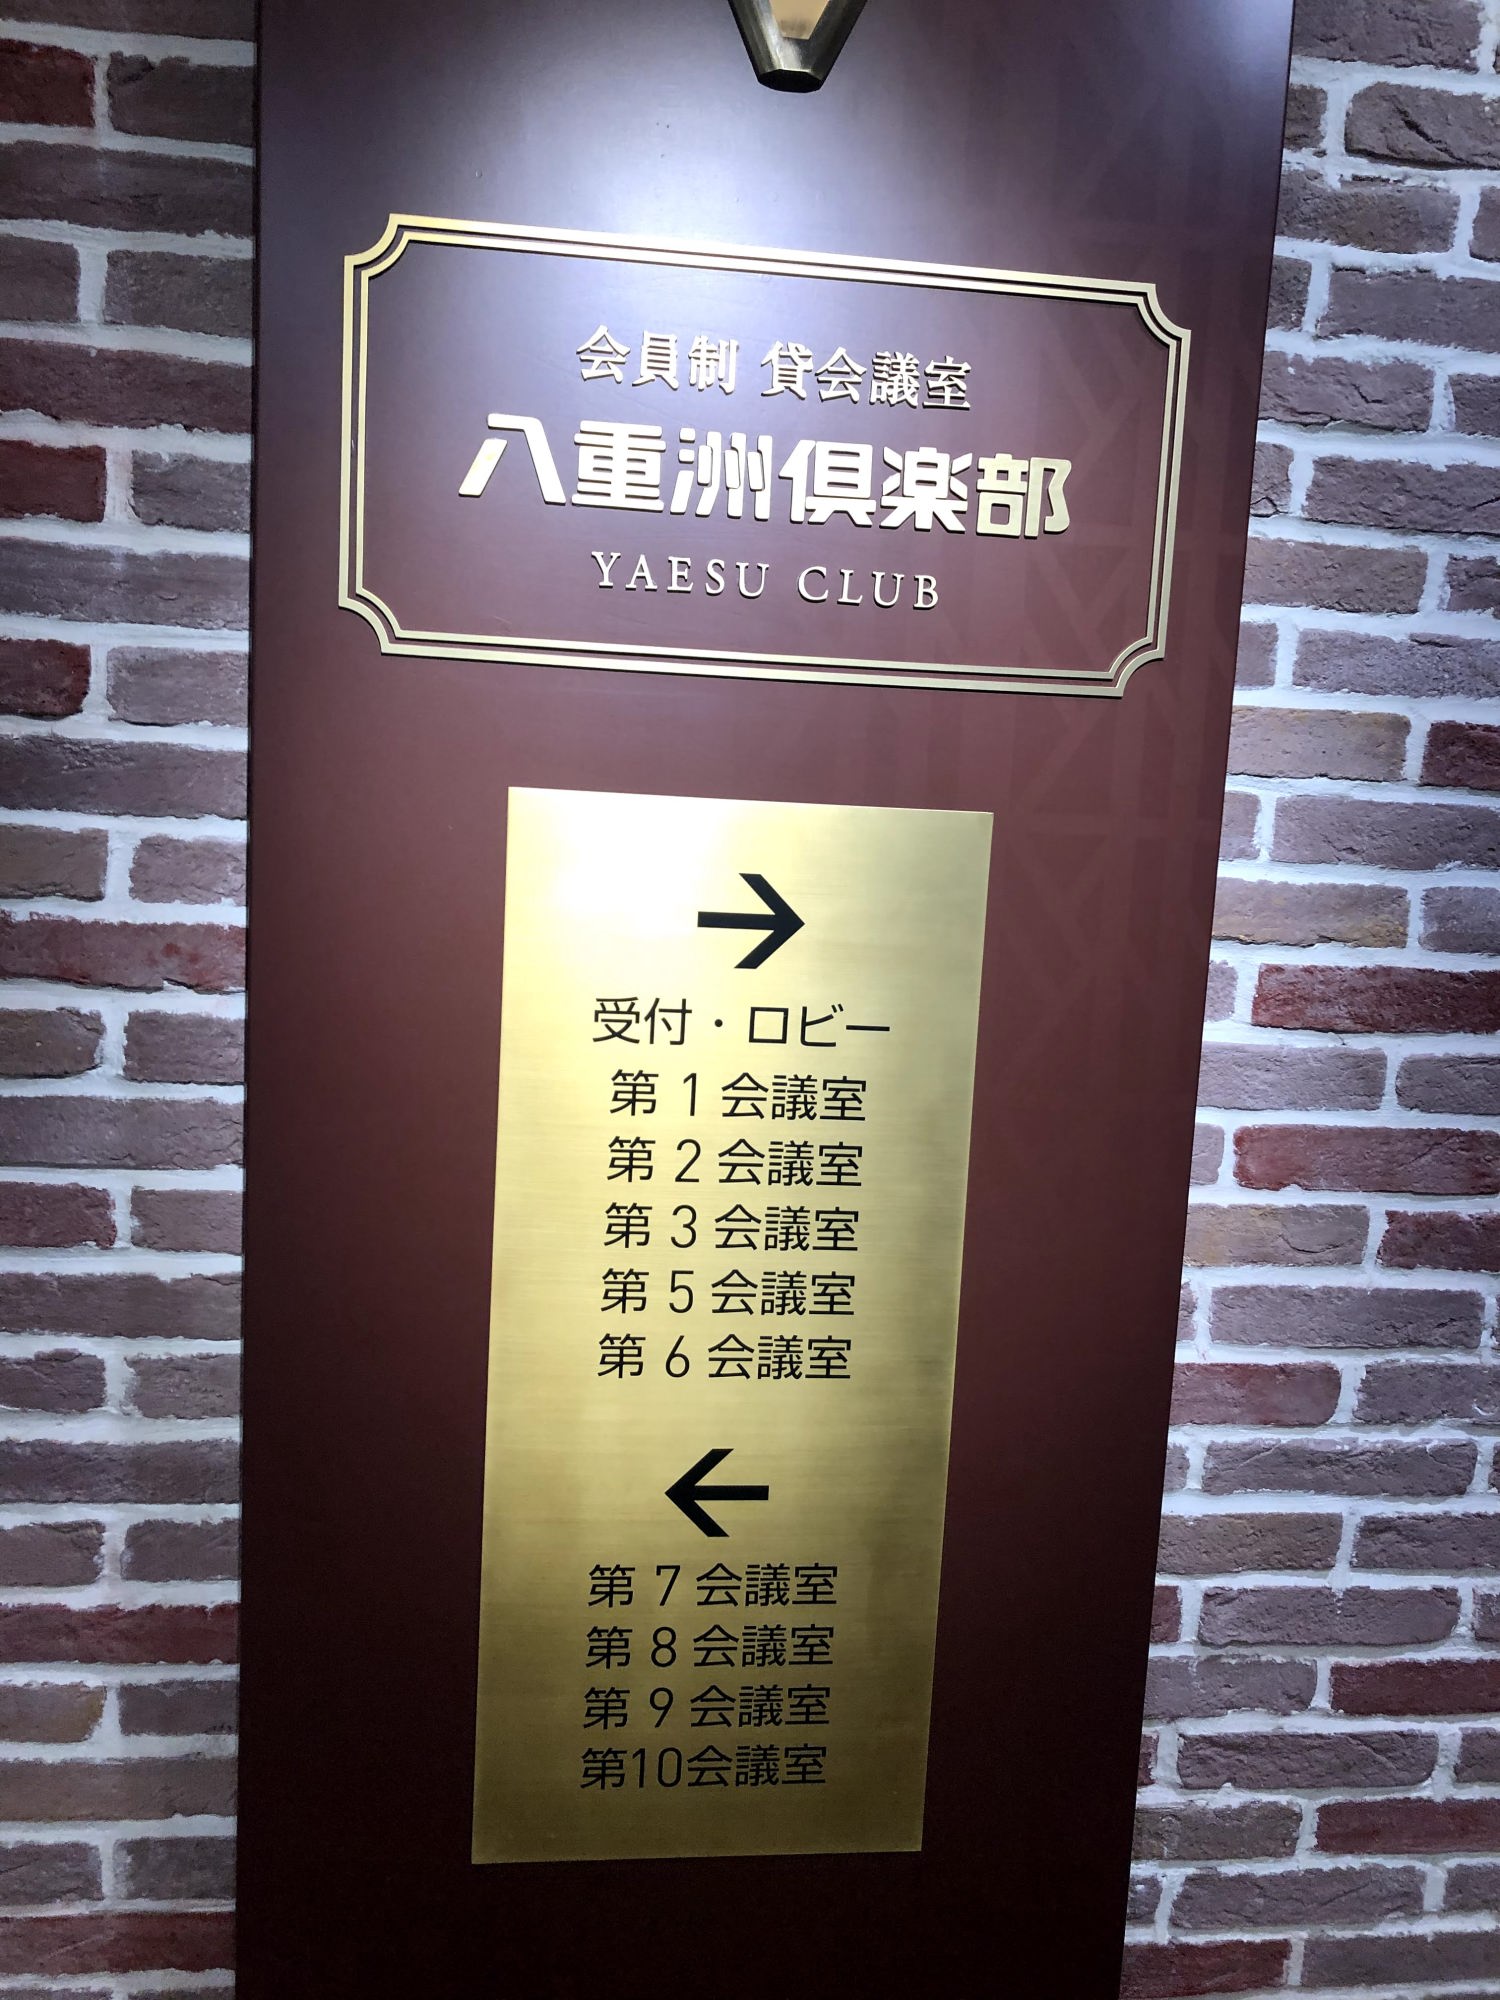 会員制 貸会議室
八重洲倶楽部
YAESU CLUB
→
受付・ロビー
第 1 会議室
第 2 会議室
第 3 会議室
第 5 会議室
第 6 会議室
←
第 7 会議室
第 8 会議室
第 9 会議室
第10会議室